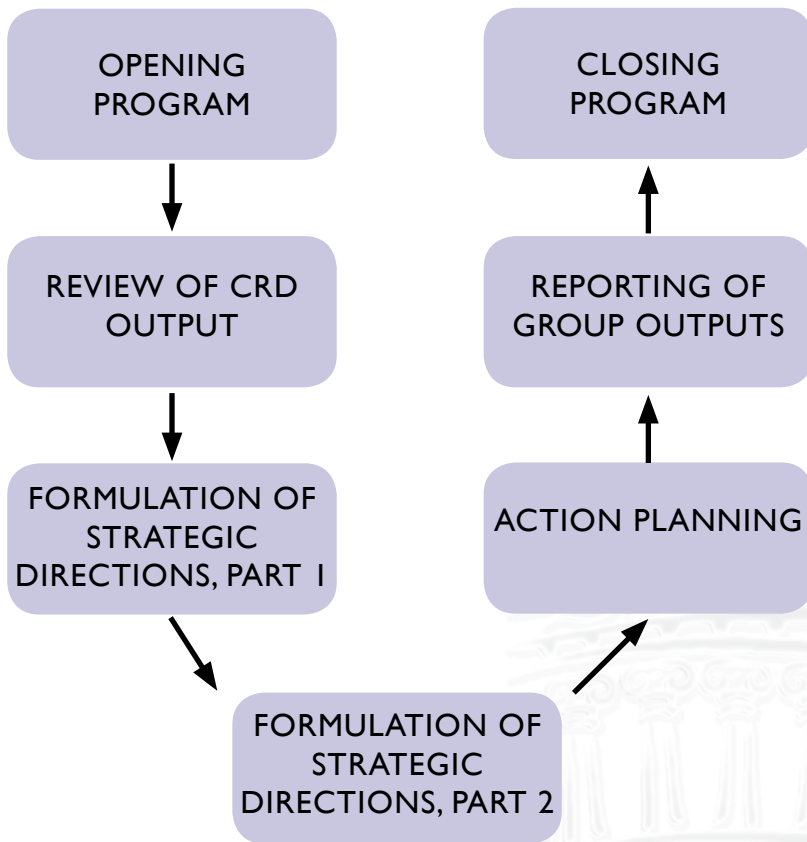 OPENING
PROGRAM
REVIEW OF CRD
OUTPUT
FORMULATION OF
STRATEGIC
DIRECTIONS, PART 1
FORMULATION OF
STRATEGIC
DIRECTIONS, PART 2
ACTION PLANNING
REPORTING OF
GROUP OUTPUTS
CLOSING
PROGRAM